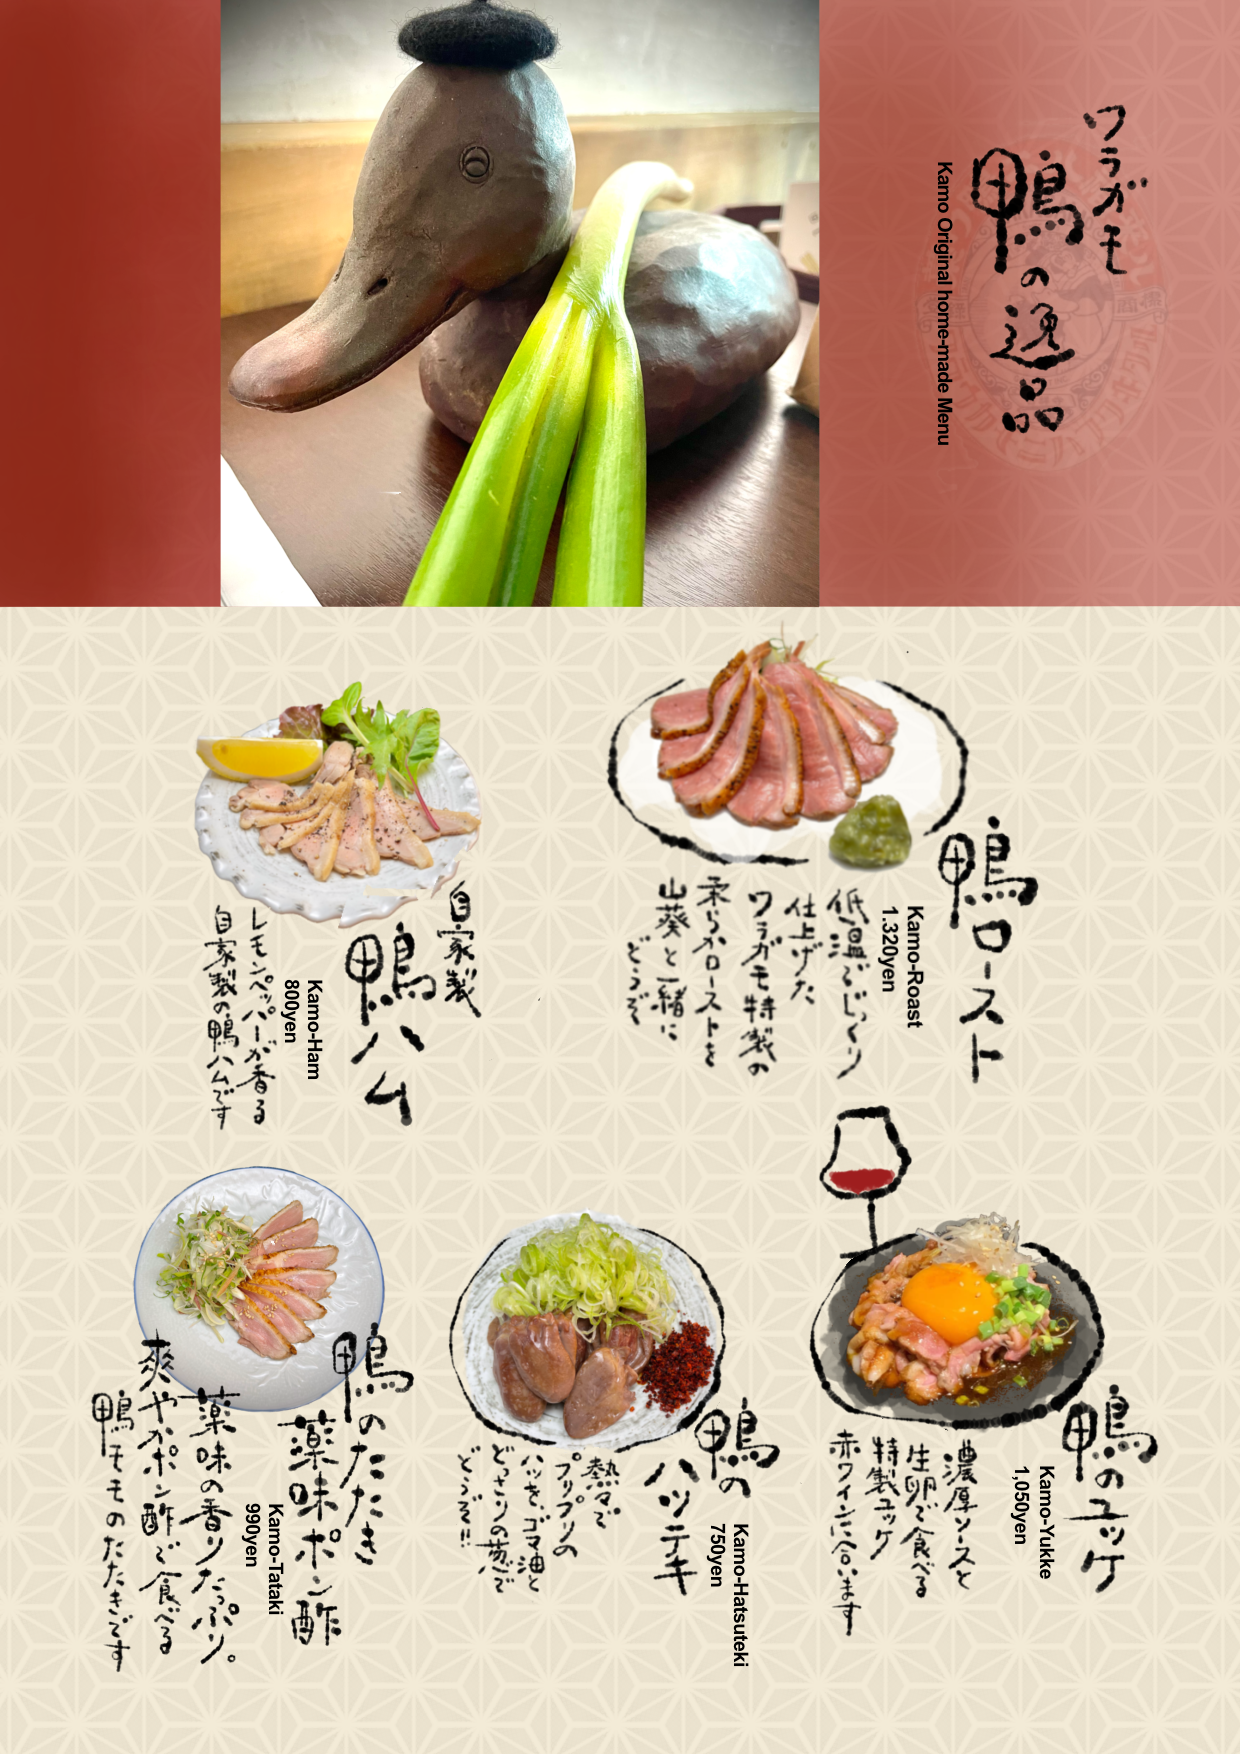 ワラガモ
鴨の逸品
Kamo Original home-made Menu
鴨ロースト
Kamo-Roast
1.320yen
低温でじっくり
仕上げた
ワラガモ特製の
柔らかローストを
山葵と一緒に
どうぞ
自家製
鴨ハム
Kamo-Ham
800yen
レモンペッパーが香る
自家製の鴨ハムです
鴨のユッケ
Kamo-Yukke
1,050yen
濃厚ソースと
生卵で食べる
特製ユッケ
赤ワインに合います
鴨の
ハツテキ
Kamo-Hatsuteki
750yen
熱々で
プリプリの
ハツを、ゴマ油と
どっさりの葱で
どうぞ!!
鴨のたたき
薬味ポン酢
Kamo-Tataki
990yen
薬味の香りたっぷり。
爽やかポン酢で食べる
鴨モモのたたきです